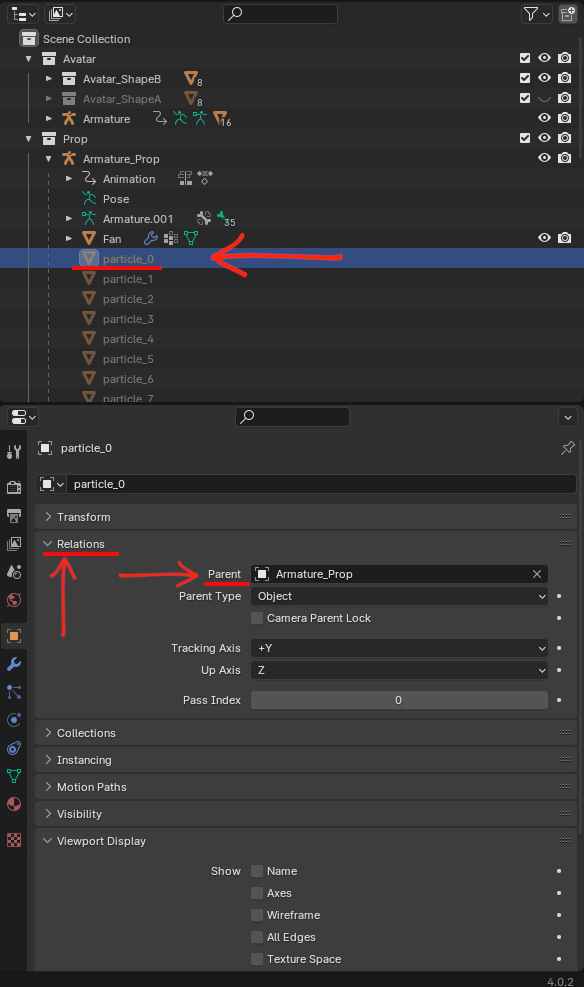 Scene Collection
Avatar
Avatar_ShapeB 8
Avatar_ShapeA 8
Armature 16
Prop
Armature_Prop
Animation
Pose
Armature.001 35
Fan
particle_0
particle_1
particle_2
particle_3
particle_4
particle_5
particle_6
particle_7
particle_0
particle_0
Transform
Relations
Parent Armature_Prop
Parent Type Object
Camera Parent Lock
Tracking Axis +Y
Up Axis Z
Pass Index 0
Collections
Instancing
Motion Paths
Visibility
Viewport Display
Show Name
Axes
Wireframe
All Edges
Texture Space
4.0.2